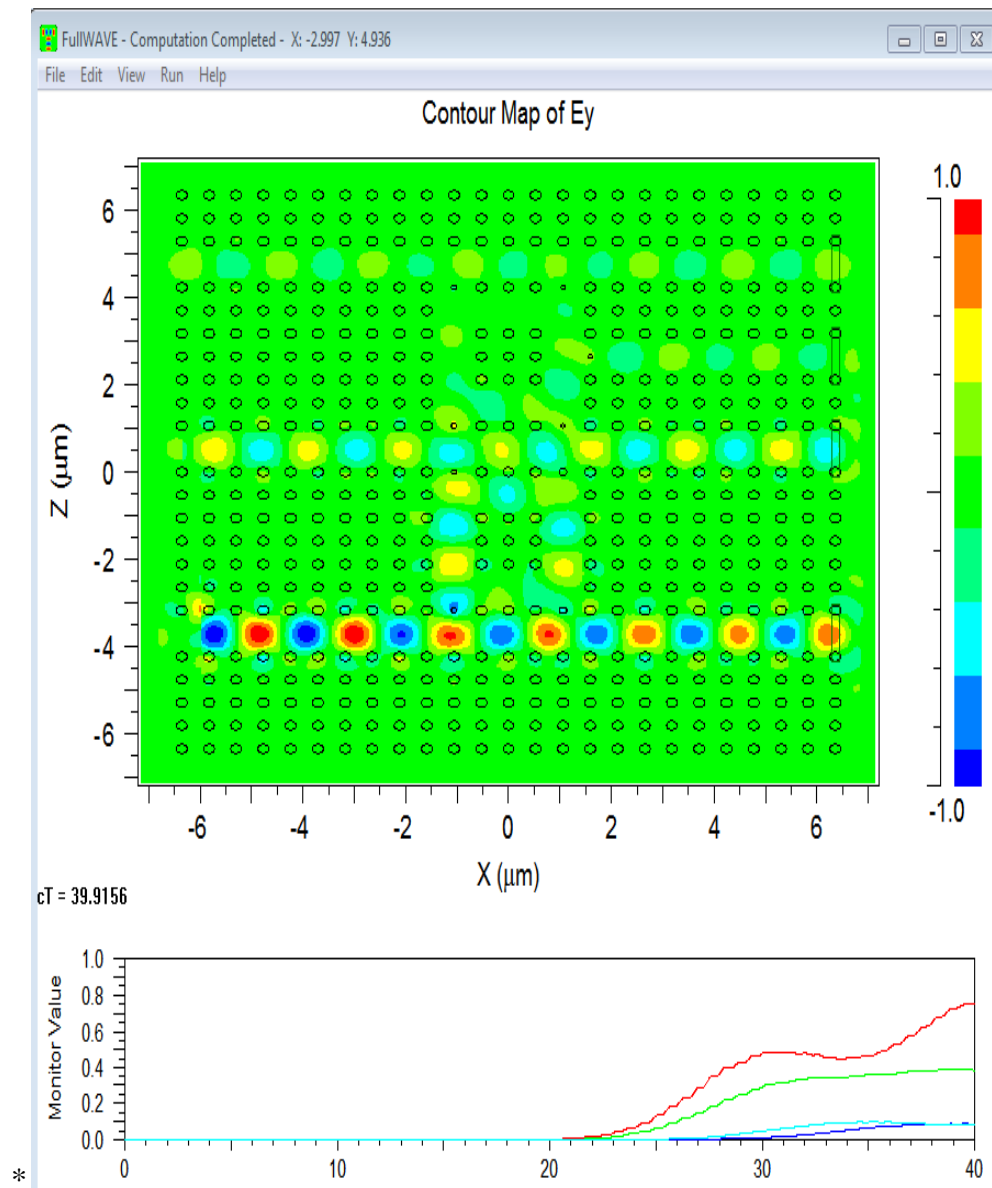 FullWAVE - Computation Completed - X: -2.997 Y: 4.936
File Edit View Run Help
Contour Map of Ey
1.0
6
4
2
0
-2
-4
-6
Z (μm)
-1.0
-6 -4 -2 0 2 4 6
X (μm)
cT = 39.9156
1.0
0.8
0.6
0.4
0.2
0.0
Monitor Value
0 10 20 30 40
*